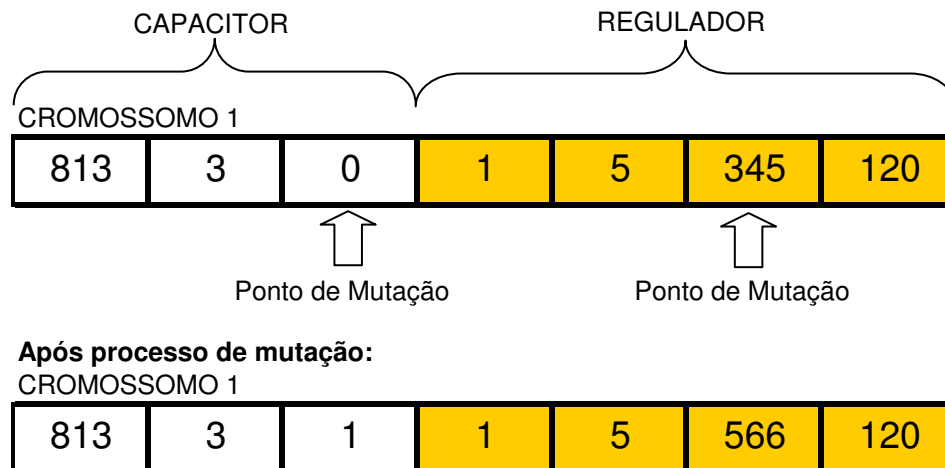 CAPACITOR REGULADOR
CROMOSSOMO 1
813 3 0 1 5 345 120
Ponto de Mutação Ponto de Mutação
Após processo de mutação:
CROMOSSOMO 1
813 3 1 1 5 566 120